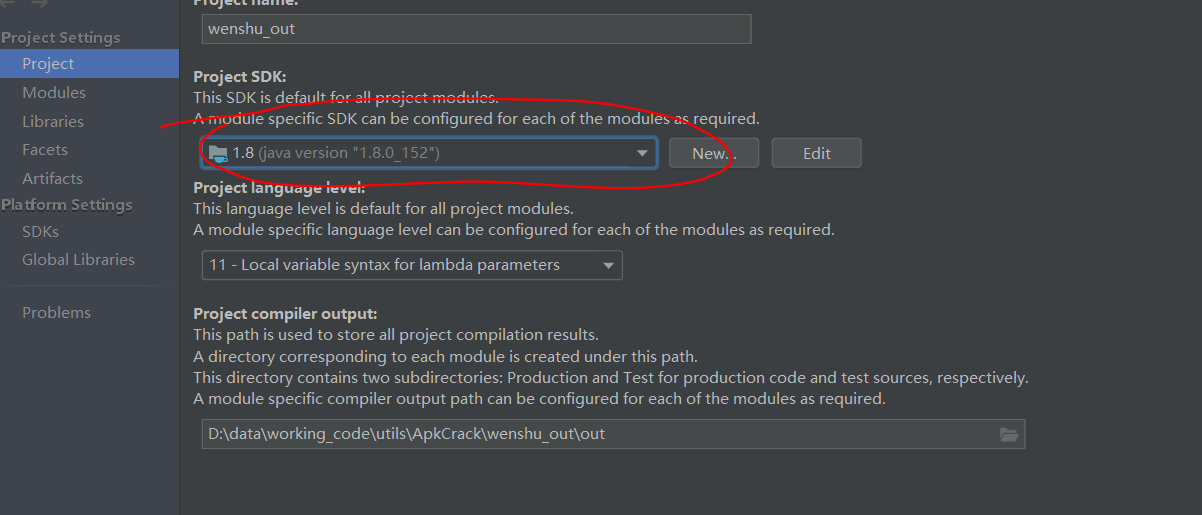 Project name:
wenshu_out
Project Settings
Project
Modules
Libraries
Facets
Artifacts
Platform Settings
SDKs
Global Libraries
Problems
Project SDK:
This SDK is default for all project modules.
A module specific SDK can be configured for each of the modules as required.
1.8 (java version "1.8.0_152")
New...
Edit
Project language level:
This language level is default for all project modules.
A module specific language level can be configured for each of the modules as required.
11 - Local variable syntax for lambda parameters
Project compiler output:
This path is used to store all project compilation results.
A directory corresponding to each module is created under this path.
This directory contains two subdirectories: Production and Test for production code and test sources, respectively.
A module specific compiler output path can be configured for each of the modules as required.
D:\data\working_code\utils\ApkCrack\wenshu_out\out